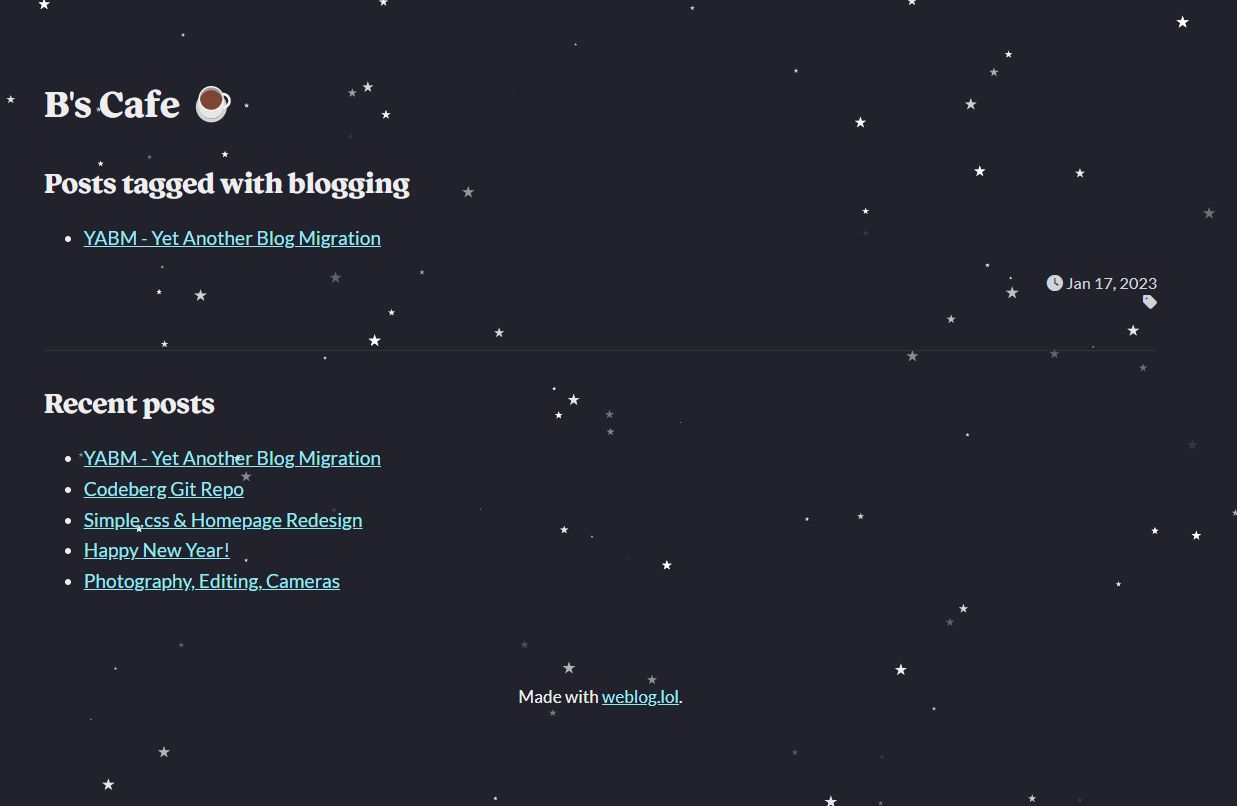 B's Cafe
Posts tagged with blogging
YABM - Yet Another Blog Migration
Jan 17, 2023
Recent posts
YABM - Yet Another Blog Migration
Codeberg Git Repo
Simple.css & Homepage Redesign
Happy New Year!
Photography, Editing, Cameras
Made with weblog.lol.